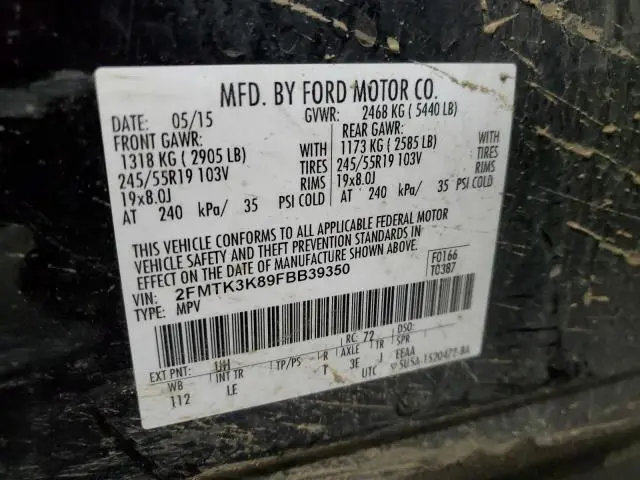 MFD. BY FORD MOTOR CO.
DATE: 05/15 GVWR: 2468 KG ( 5440 LB)
FRONT GAWR: REAR GAWR:
1318 KG ( 2905 LB) WITH 1173 KG ( 2585 LB) WITH
245/55R19 103V TIRES 245/55R19 103V TIRES
19x8.0J RIMS 19x8.0J RIMS
AT 240 kPa/ 35 PSI COLD AT 240 kPa/ 35 PSI COLD
THIS VEHICLE CONFORMS TO ALL APPLICABLE FEDERAL MOTOR
VEHICLE SAFETY AND THEFT PREVENTION STANDARDS IN
EFFECT ON THE DATE OF MANUFACTURE SHOWN ABOVE.
F0166
T0387
VIN: 2FMTK3K89FBB39350
TYPE: MPV
EXT PNT: UH RC: 72 DSO:
WB INT TR TP/PS R AXLE TR SPR
112 LE T 3E J EEAA
UTC